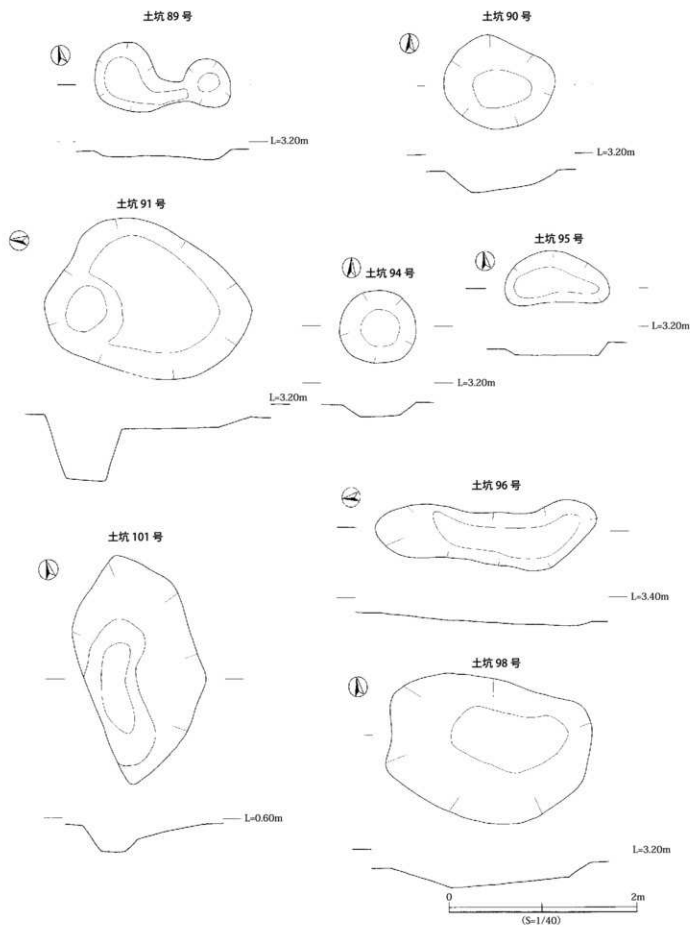 土坑 89 号
L=3.20m
土坑 90 号
L=3.20m
土坑 91 号
L=3.20m
土坑 94 号
L=3.20m
土坑 95 号
L=3.20m
土坑 96 号
L=3.40m
土坑 101 号
L=0.60m
土坑 98 号
L=3.20m
0 2m
(S=1/40)